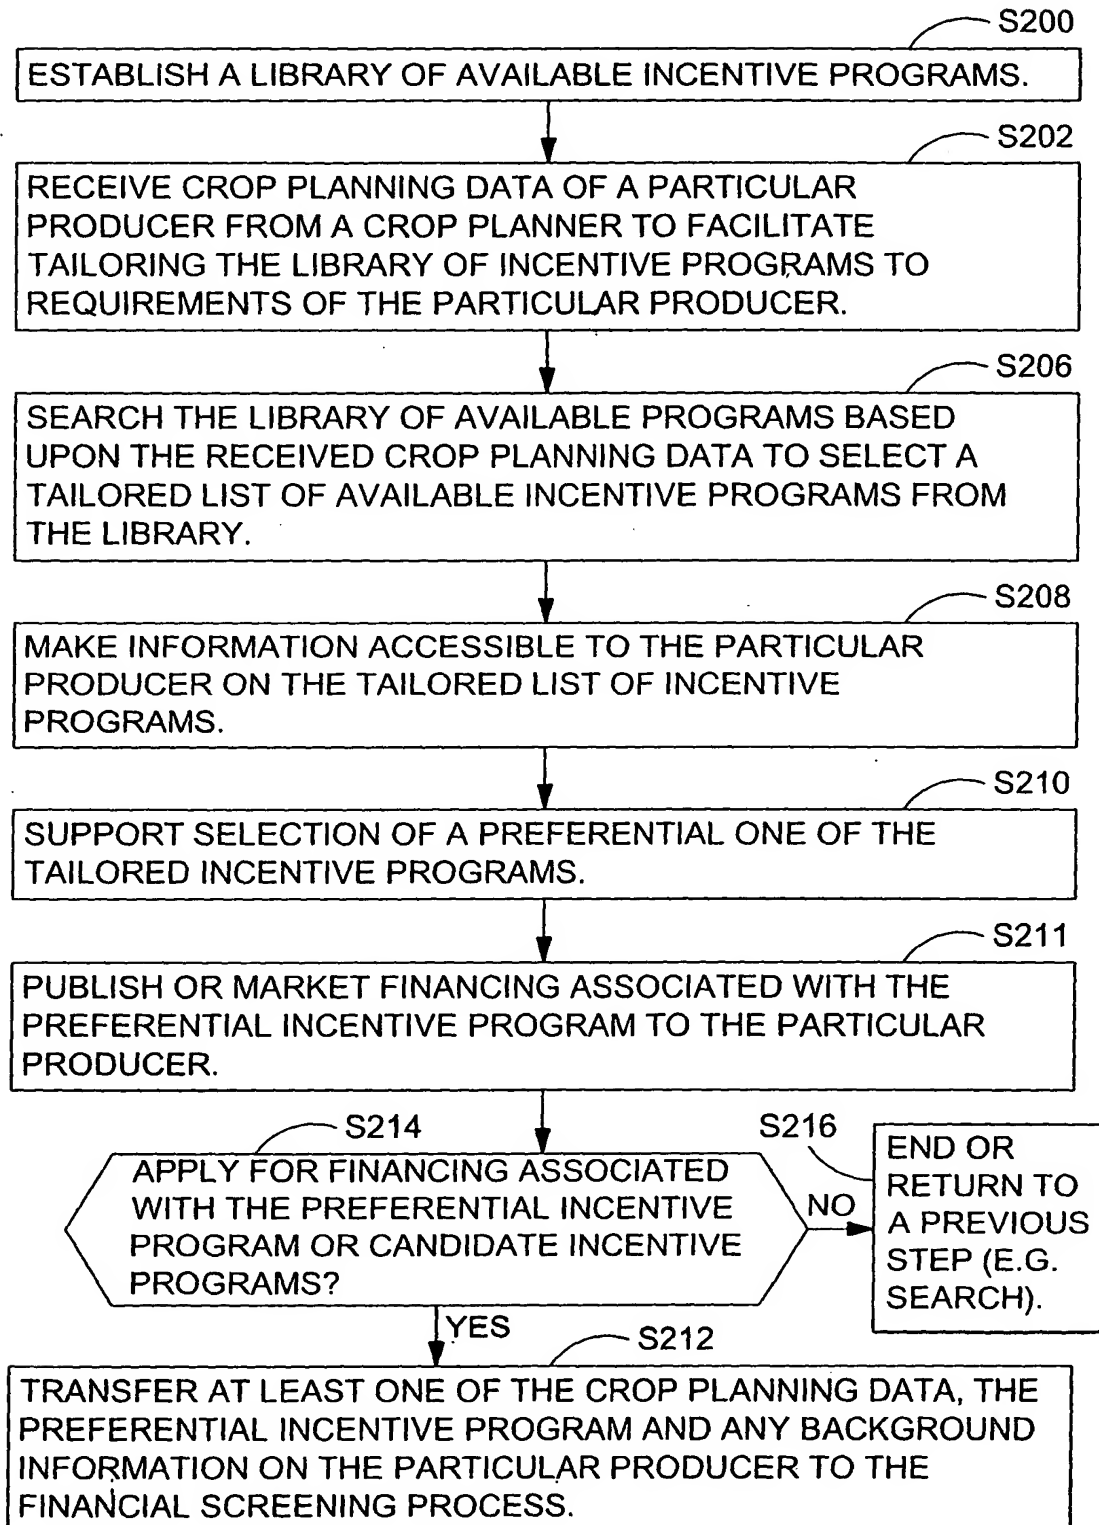 S200
ESTABLISH A LIBRARY OF AVAILABLE INCENTIVE PROGRAMS.
S202
RECEIVE CROP PLANNING DATA OF A PARTICULAR
PRODUCER FROM A CROP PLANNER TO FACILITATE
TAILORING THE LIBRARY OF INCENTIVE PROGRAMS TO
REQUIREMENTS OF THE PARTICULAR PRODUCER.
S206
SEARCH THE LIBRARY OF AVAILABLE PROGRAMS BASED
UPON THE RECEIVED CROP PLANNING DATA TO SELECT A
TAILORED LIST OF AVAILABLE INCENTIVE PROGRAMS FROM
THE LIBRARY.
S208
MAKE INFORMATION ACCESSIBLE TO THE PARTICULAR
PRODUCER ON THE TAILORED LIST OF INCENTIVE
PROGRAMS.
S210
SUPPORT SELECTION OF A PREFERENTIAL ONE OF THE
TAILORED INCENTIVE PROGRAMS.
S211
PUBLISH OR MARKET FINANCING ASSOCIATED WITH THE
PREFERENTIAL INCENTIVE PROGRAM TO THE PARTICULAR
PRODUCER.
S214
APPLY FOR FINANCING ASSOCIATED
WITH THE PREFERENTIAL INCENTIVE
PROGRAM OR CANDIDATE INCENTIVE
PROGRAMS?
NO
S216
END OR
RETURN TO
A PREVIOUS
STEP (E.G.
SEARCH).
YES
S212
TRANSFER AT LEAST ONE OF THE CROP PLANNING DATA, THE
PREFERENTIAL INCENTIVE PROGRAM AND ANY BACKGROUND
INFORMATION ON THE PARTICULAR PRODUCER TO THE
FINANCIAL SCREENING PROCESS.